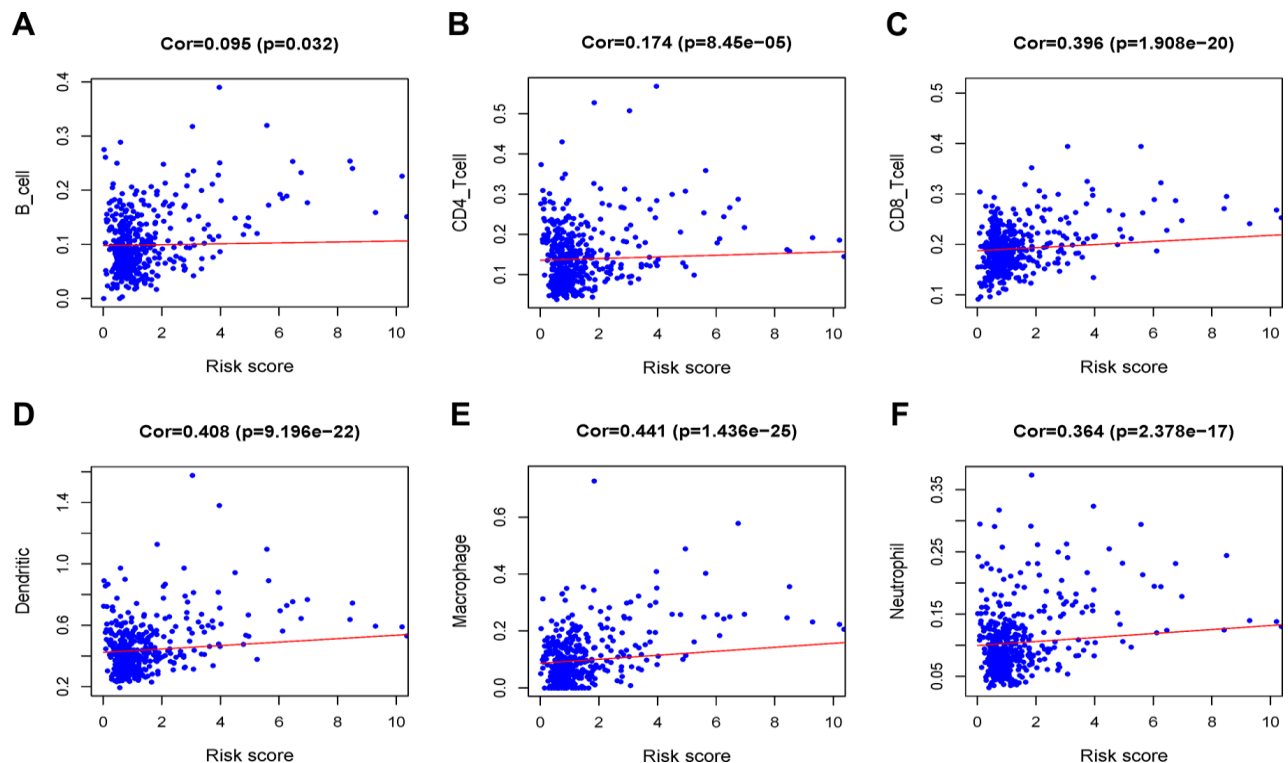 A
Cor=0.095 (p=0.032)
B_cell
0.0 0.1 0.2 0.3 0.4
0 2 4 6 8 10
Risk score
B
Cor=0.174 (p=8.45e−05)
CD4_Tcell
0.1 0.2 0.3 0.4 0.5
0 2 4 6 8 10
Risk score
C
Cor=0.396 (p=1.908e−20)
CD8_Tcell
0.1 0.2 0.3 0.4 0.5
0 2 4 6 8 10
Risk score
D
Cor=0.408 (p=9.196e−22)
Dendritic
0.2 0.6 1.0 1.4
0 2 4 6 8 10
Risk score
E
Cor=0.441 (p=1.436e−25)
Macrophage
0.0 0.2 0.4 0.6
0 2 4 6 8 10
Risk score
F
Cor=0.364 (p=2.378e−17)
Neutrophil
0.05 0.15 0.25 0.35
0 2 4 6 8 10
Risk score